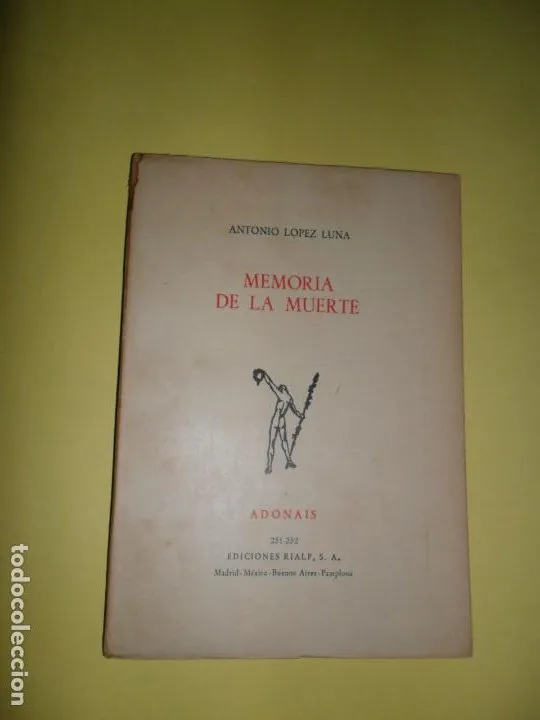 ANTONIO LOPEZ LUNA
MEMORIA
DE LA MUERTE
ADONAIS
251-252
EDICIONES RIALP, S. A.
Madrid-México-Buenos Aires-Pamplona
todocoleccion